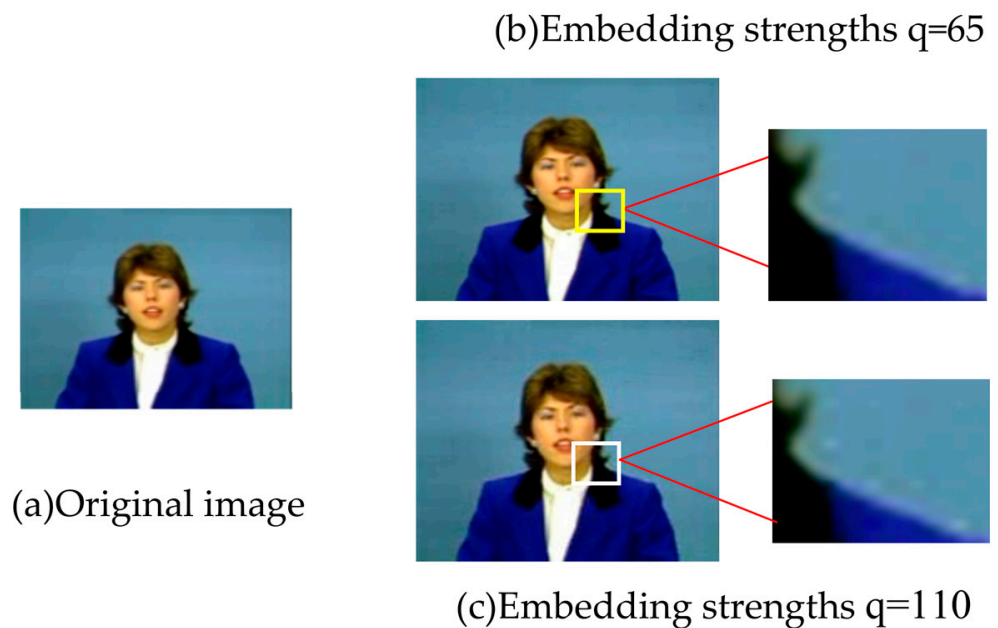 (b)Embedding strengths q=65
(a)Original image
(c)Embedding strengths q=110